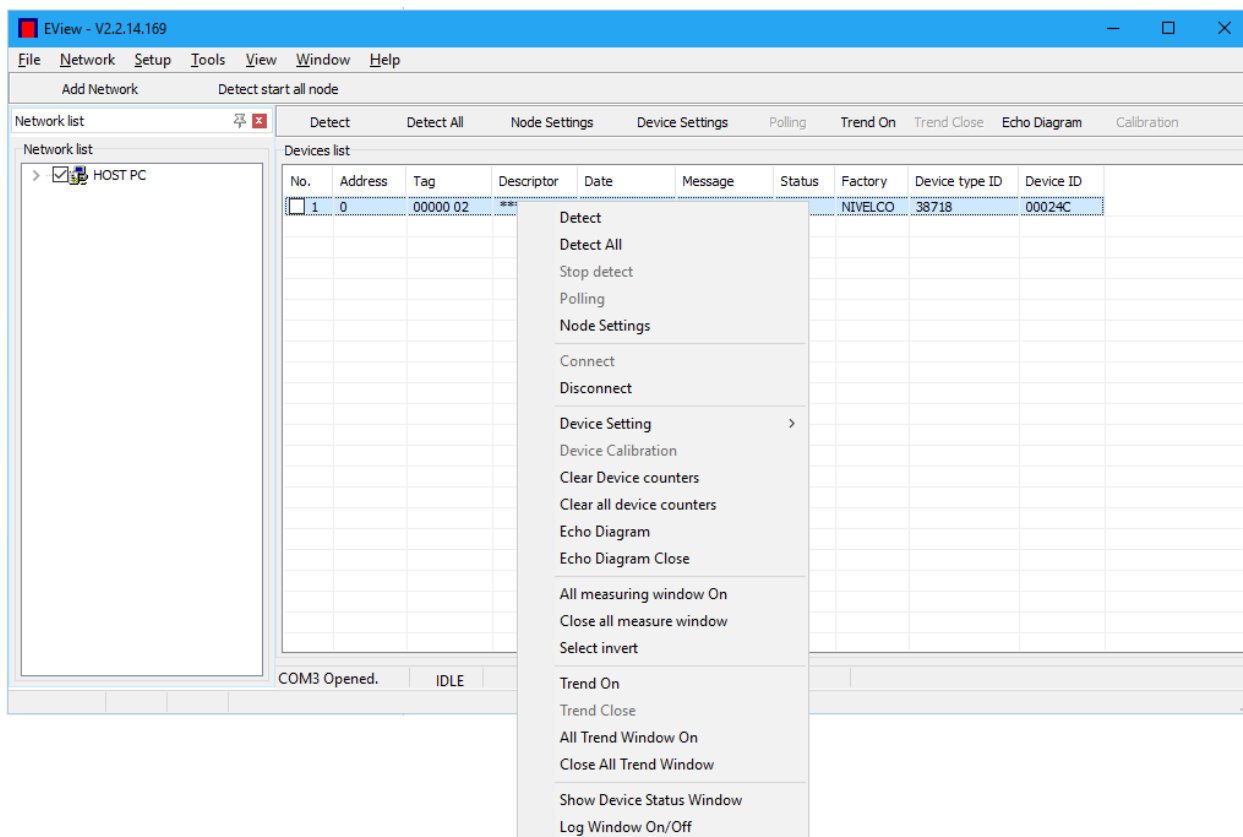 EView - V2.2.14.169
File Network Setup Tools View Window Help
Add Network Detect start all node
Network list
Detect Detect All Node Settings Device Settings Polling Trend On Trend Close Echo Diagram Calibration
Network list
HOST PC
Devices list
No. Address Tag Descriptor Date Message Status Factory Device type ID Device ID
1 0 00000 02 ** NIVELCO 38718 00024C
Detect
Detect All
Stop detect
Polling
Node Settings
Connect
Disconnect
Device Setting
Device Calibration
Clear Device counters
Clear all device counters
Echo Diagram
Echo Diagram Close
All measuring window On
Close all measure window
Select invert
Trend On
Trend Close
All Trend Window On
Close All Trend Window
Show Device Status Window
Log Window On/Off
COM3 Opened. IDLE